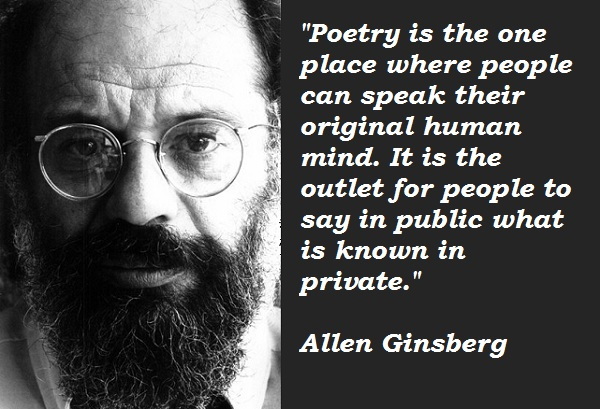 "Poetry is the one
place where people
can speak their
original human
mind. It is the
outlet for people to
say in public what
is known in
private."
Allen Ginsberg